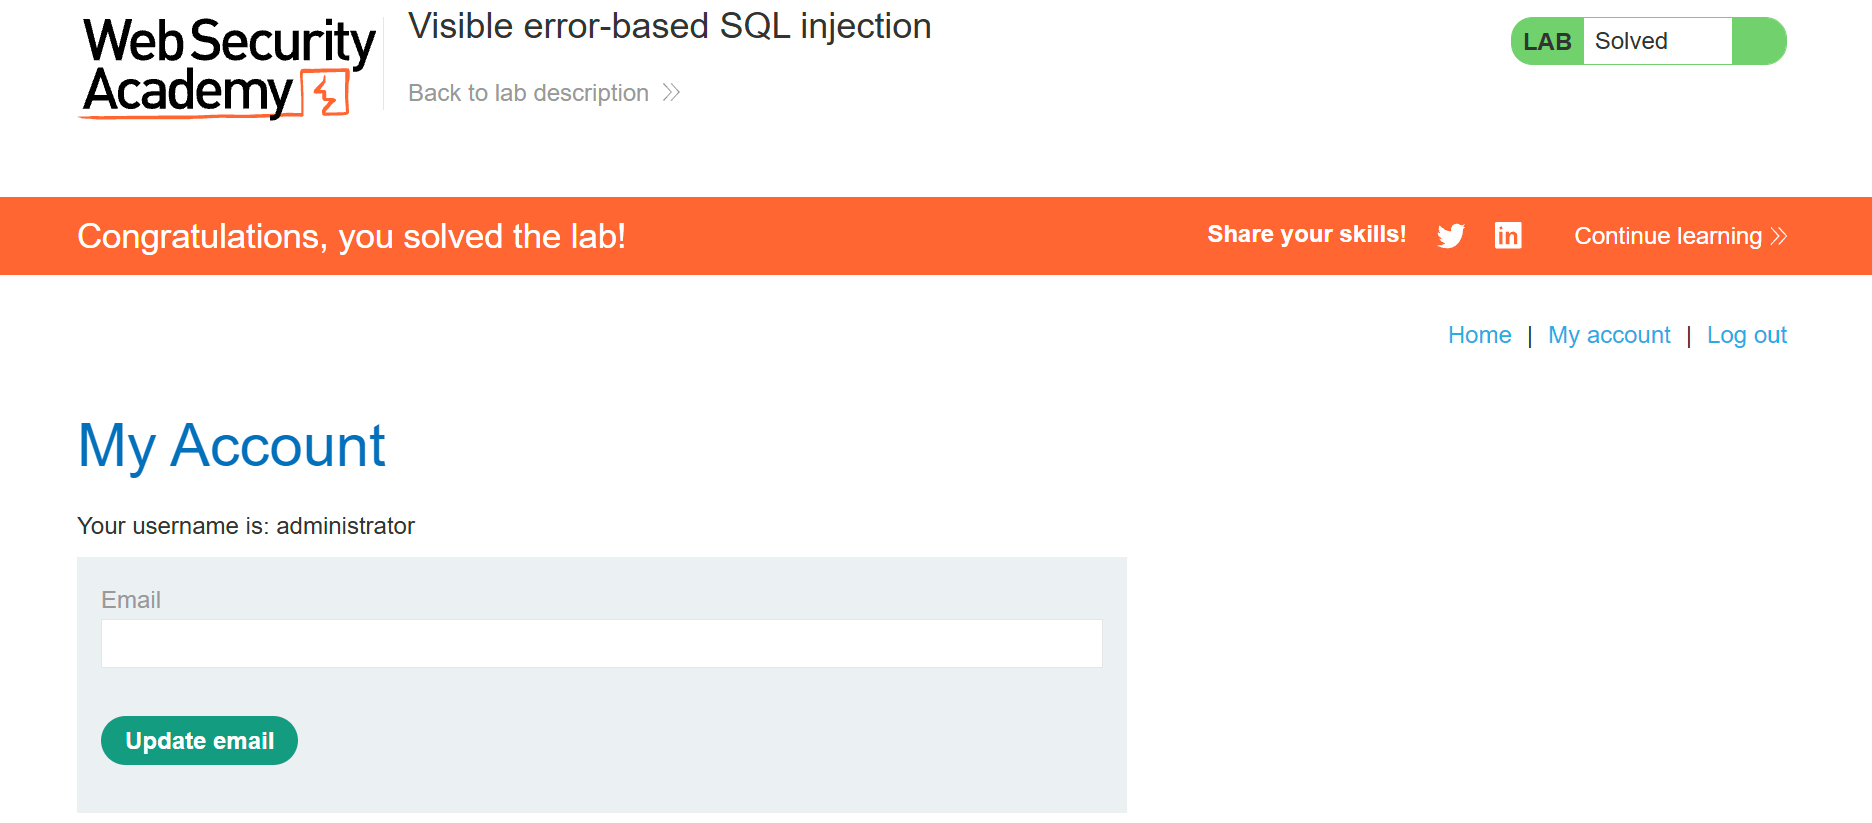 Web Security
Academy
Visible error-based SQL injection
Back to lab description
LAB Solved
Congratulations, you solved the lab!
Share your skills!
Continue learning
Home | My account | Log out
My Account
Your username is: administrator
Email
Update email